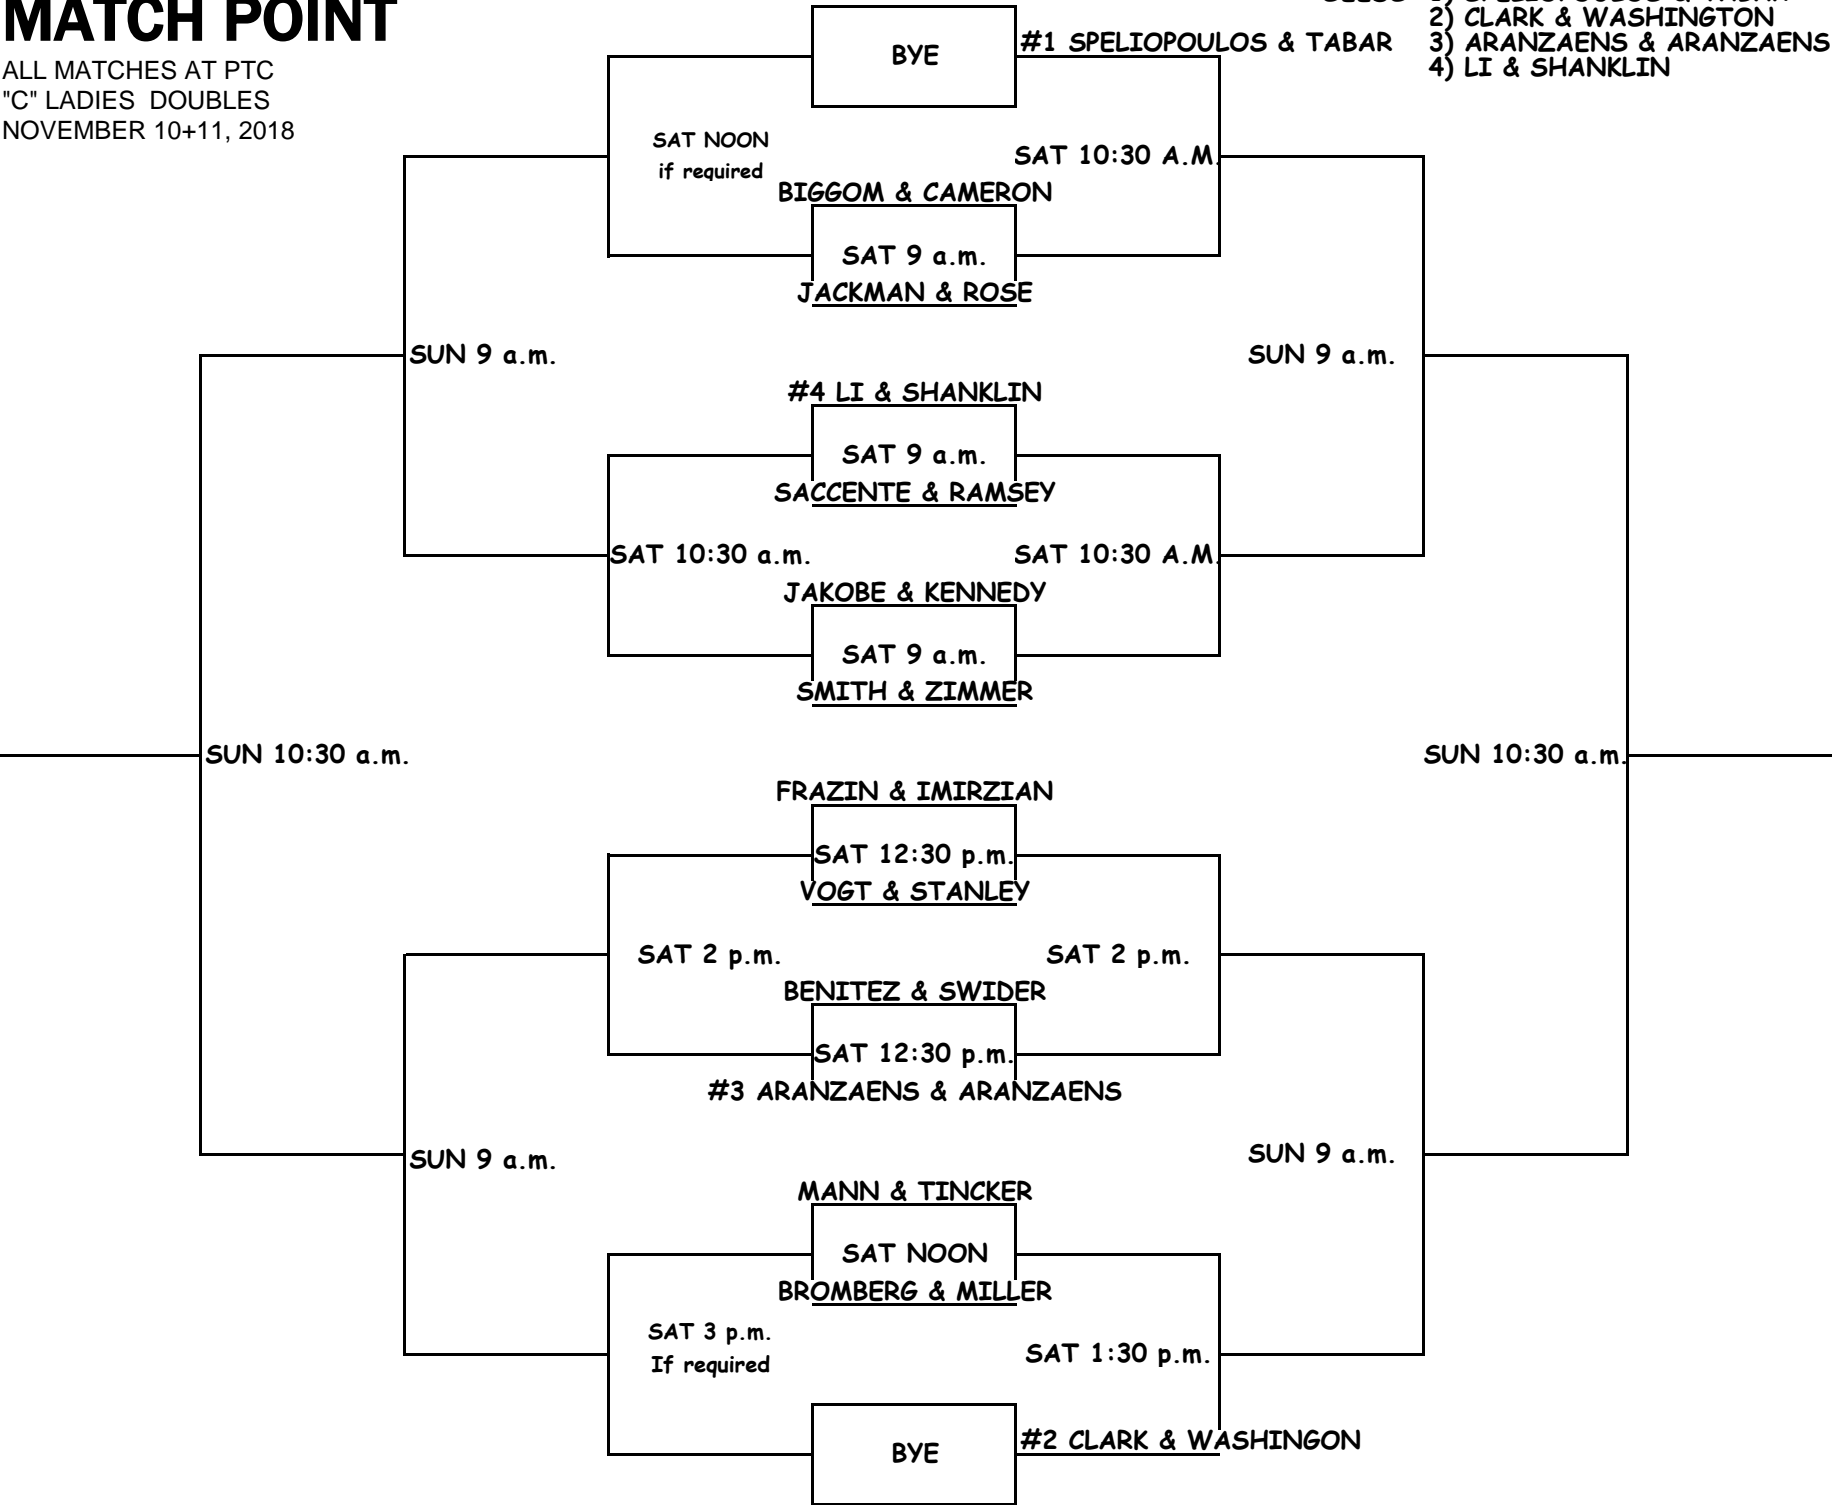 MATCH POINT
ALL MATCHES AT PTC
"C" LADIES  DOUBLES
NOVEMBER 10+11, 2018
SEEDS 1) SPELIOPOULOS & TABAR
2) CLARK & WASHINGTON
3) ARANZAENS & ARANZAENS
4) LI & SHANKLIN
BYE
#1 SPELIOPOULOS & TABAR
SAT NOON
if required
SAT 10:30 A.M.
BIGGOM & CAMERON
SAT 9 a.m.
JACKMAN & ROSE
SUN 9 a.m.
SUN 9 a.m.
#4 LI & SHANKLIN
SAT 9 a.m.
SACCENTE & RAMSEY
SAT 10:30 a.m.
SAT 10:30 A.M.
JAKOBE & KENNEDY
SAT 9 a.m.
SMITH & ZIMMER
SUN 10:30 a.m.
SUN 10:30 a.m.
FRAZIN & IMIRZIAN
SAT 12:30 p.m.
VOGT & STANLEY
SAT 2 p.m.
SAT 2 p.m.
BENITEZ & SWIDER
SAT 12:30 p.m.
#3 ARANZAENS & ARANZAENS
SUN 9 a.m.
SUN 9 a.m.
MANN & TINCKER
SAT NOON
BROMBERG & MILLER
SAT 3 p.m.
If required
SAT 1:30 p.m.
BYE
#2 CLARK & WASHINGON